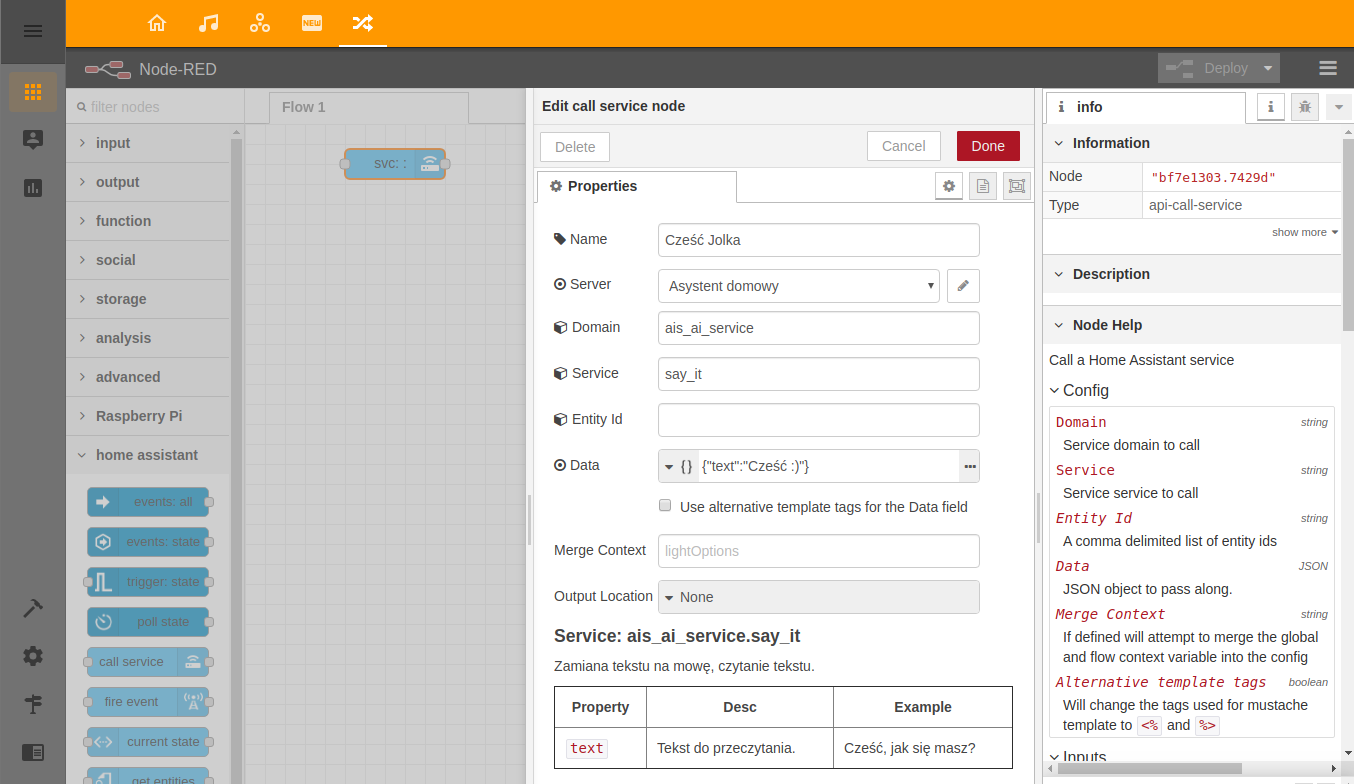 NEW
Node-RED
Deploy
filter nodes
input
output
function
social
storage
analysis
advanced
Raspberry Pi
home assistant
events: all
events: state
trigger: state
poll state
call service
fire event
current state
get entities
Flow 1
svc: :
Edit call service node
Delete
Cancel
Done
Properties
Name
Cześć Jolka
Server
Asystent domowy
Domain
ais_ai_service
Service
say_it
Entity Id
Data
{} {"text":"Cześć :)"}
Use alternative template tags for the Data field
Merge Context
lightOptions
Output Location
None
Service: ais_ai_service.say_it
Zamiana tekstu na mowę, czytanie tekstu.
Property Desc Example
text Tekst do przeczytania. Cześć, jak się masz?
info
Information
Node "bf7e1303.7429d"
Type api-call-service
show more
Description
Node Help
Call a Home Assistant service
Config
Domain string
Service domain to call
Service string
Service service to call
Entity Id string
A comma delimited list of entity ids
Data JSON
JSON object to pass along.
Merge Context string
If defined will attempt to merge the global
and flow context variable into the config
Alternative template tags boolean
Will change the tags used for mustache
template to <% and %>
Inputs